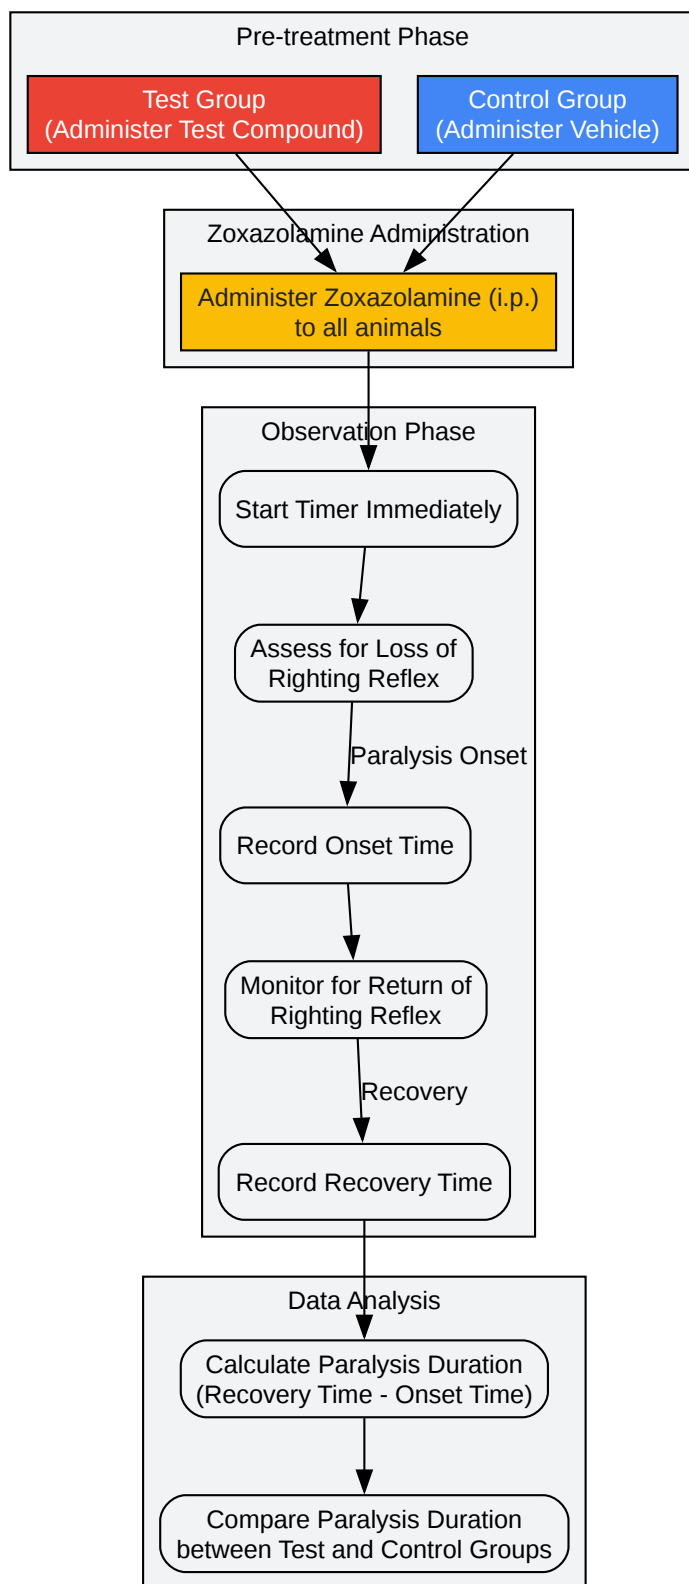 Pre-treatment Phase
Test Group
(Administer Test Compound)
Control Group
(Administer Vehicle)
Zoxazolamine Administration
Administer Zoxazolamine (i.p.)
to all animals
Observation Phase
Start Timer Immediately
Assess for Loss of
Righting Reflex
Paralysis Onset
Record Onset Time
Monitor for Return of
Righting Reflex
Recovery
Record Recovery Time
Data Analysis
Calculate Paralysis Duration
(Recovery Time - Onset Time)
Compare Paralysis Duration
between Test and Control Groups